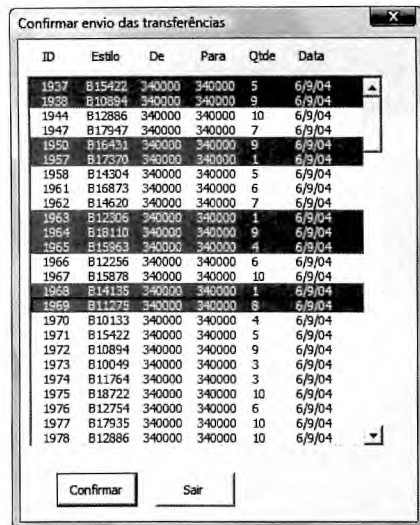 Confirmar envio das transferências
ID Estilo De Para Qtde Data
1937 B15422 340000 340000 5 6/9/04
1938 B10894 340000 340000 9 6/9/04
1944 B12886 340000 340000 10 6/9/04
1947 B17947 340000 340000 7 6/9/04
1950 B16431 340000 340000 9 6/9/04
1957 B17370 340000 340000 1 6/9/04
1958 B14304 340000 340000 5 6/9/04
1961 B16873 340000 340000 6 6/9/04
1962 B14620 340000 340000 7 6/9/04
1963 B12306 340000 340000 1 6/9/04
1964 B18110 340000 340000 9 6/9/04
1965 B15963 340000 340000 4 6/9/04
1966 B12256 340000 340000 6 6/9/04
1967 B15878 340000 340000 10 6/9/04
1968 B14135 340000 340000 1 6/9/04
1969 B11275 340000 340000 8 6/9/04
1970 B10133 340000 340000 4 6/9/04
1971 B15422 340000 340000 5 6/9/04
1972 B10894 340000 340000 9 6/9/04
1973 B10049 340000 340000 3 6/9/04
1974 B11764 340000 340000 3 6/9/04
1975 B18722 340000 340000 10 6/9/04
1976 B12754 340000 340000 6 6/9/04
1977 B17935 340000 340000 10 6/9/04
1978 B12886 340000 340000 10 6/9/04
Confirmar Sair